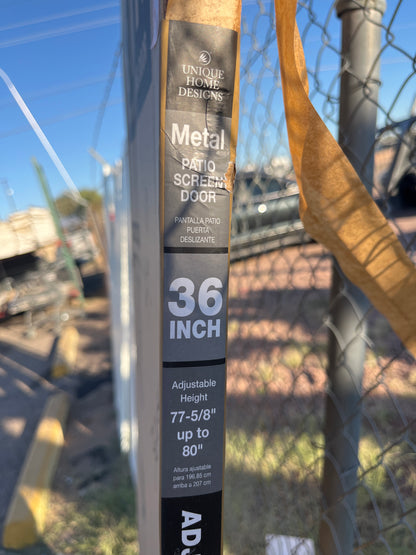 UNIQUE
HOME
DESIGNS
Metal
PATIO
SCREEN
DOOR
PANTALLA PATIO
PUERTA
DESLIZANTE
36
INCH
Adjustable
Height
77-5/8"
up to
80"
Altura ajustable
para 196.85 cm
arriba a 207 cm
ADJ